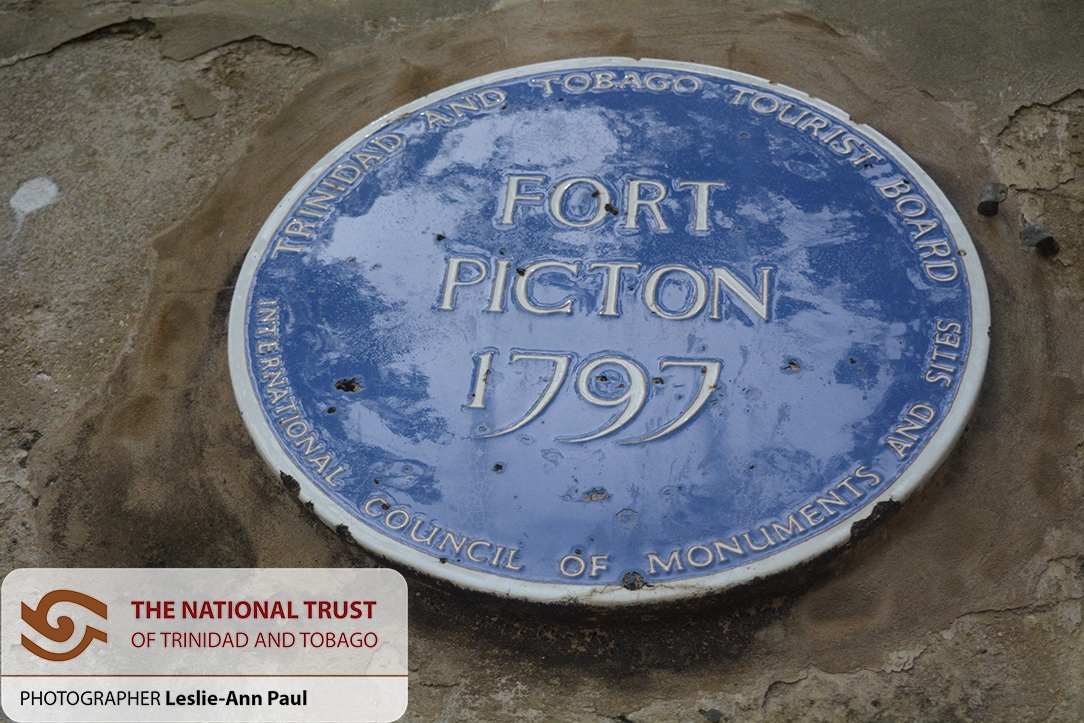 TRINIDAD AND TOBAGO TOURIST BOARD
FORT
PICTON
1797
INTERNATIONAL COUNCIL OF MONUMENTS AND SITES
THE NATIONAL TRUST
OF TRINIDAD AND TOBAGO
PHOTOGRAPHER Leslie-Ann Paul